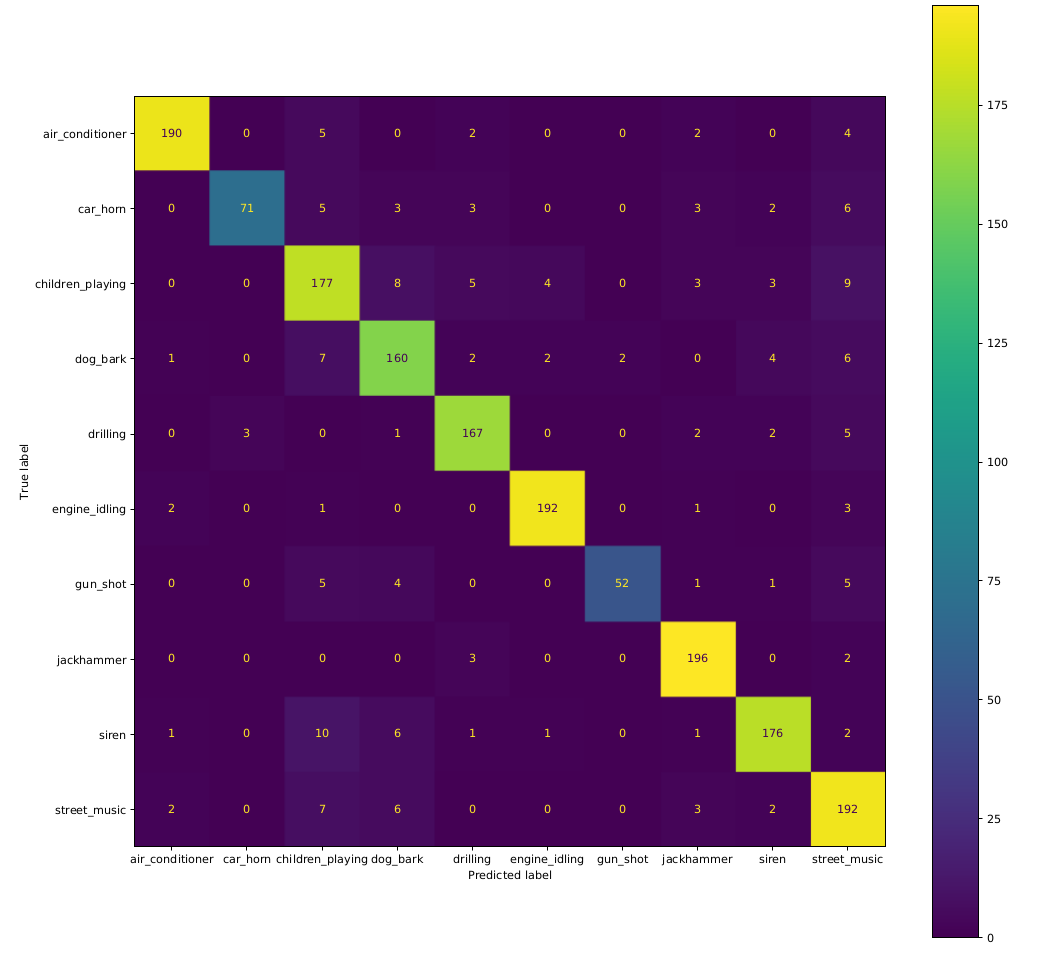 175
air_conditioner 190 0 5 0 2 0 0 2 0 4
150
car_horn 0 71 5 3 3 0 0 3 2 6
children_playing 0 0 177 8 5 4 0 3 3 9
125
dog_bark 1 0 7 160 2 2 2 0 4 6
drilling 0 3 0 1 167 0 0 2 2 5
100
True label
engine_idling 2 0 1 0 0 192 0 1 0 3
75
gun_shot 0 0 5 4 0 0 52 1 1 5
jackhammer 0 0 0 0 3 0 0 196 0 2
50
siren 1 0 10 6 1 1 0 1 176 2
street_music 2 0 7 6 0 0 0 3 2 192
25
air_conditioner car_horn children_playing dog_bark drilling engine_idling gun_shot jackhammer siren street_music
Predicted label
0